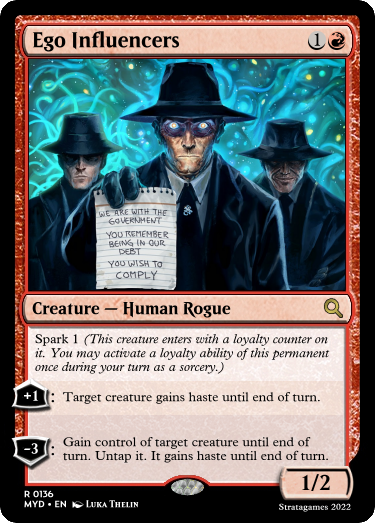 Ego Influencers 1
WE ARE WITH THE
GOVERNMENT
YOU REMEMBER
BEING IN OUR
DEBT
YOU WISH TO
COMPLY
Creature — Human Rogue
Spark 1 (This creature enters with a loyalty counter on
it. You may activate a loyalty ability of this permanent
once during your turn as a sorcery.)
+1: Target creature gains haste until end of turn.
-3: Gain control of target creature until end of
turn. Untap it. It gains haste until end of turn.
1/2
R 0136
MYD • EN Luka Thelin
Stratagames 2022